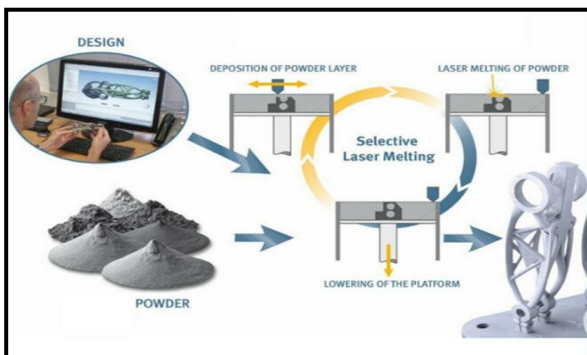 DESIGN
DEPOSITION OF POWDER LAYER
LASER MELTING OF POWDER
Selective
Laser Melting
POWDER
LOWERING OF THE PLATFORM